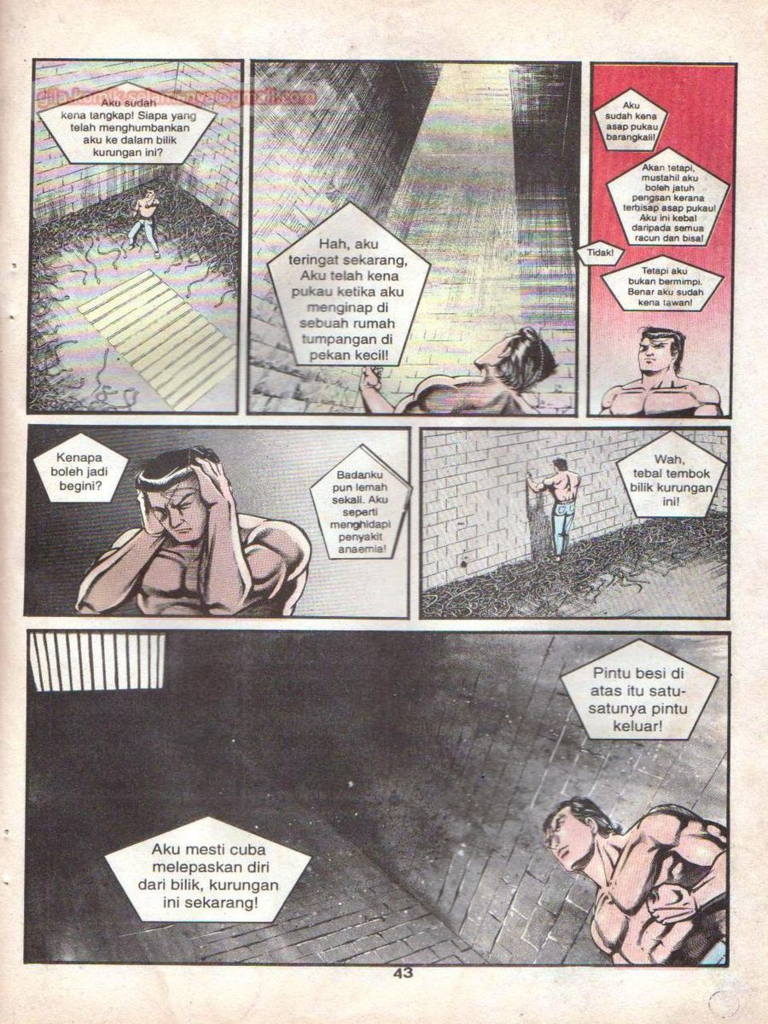 gila.komik.selamanya@gmail.com
Aku sudah
kena tangkap! Siapa yang
telah menghumbankan
aku ke dalam bilik
kurungan ini?
Hah, aku
teringat sekarang,
Aku telah kena
pukau ketika aku
menginap di
sebuah rumah
tumpangan di
pekan kecil!
Aku
sudah kena
asap pukau
barangkali!
Akan tetapi,
mustahil aku
boleh jatuh
pengsan kerana
terhisap asap pukau!
Aku ini kebal
daripada semua
racun dan bisa!
Tidak!
Tetapi aku
bukan bermimpi.
Benar aku sudah
kena tawan!
Kenapa
boleh jadi
begini?
Badanku
pun lemah
sekali. Aku
seperti
menghidapi
penyakit
anaemia!
Wah,
tebal tembok
bilik kurungan
ini!
Pintu besi di
atas itu satu-
satunya pintu
keluar!
Aku mesti cuba
melepaskan diri
dari bilik, kurungan
ini sekarang!
43